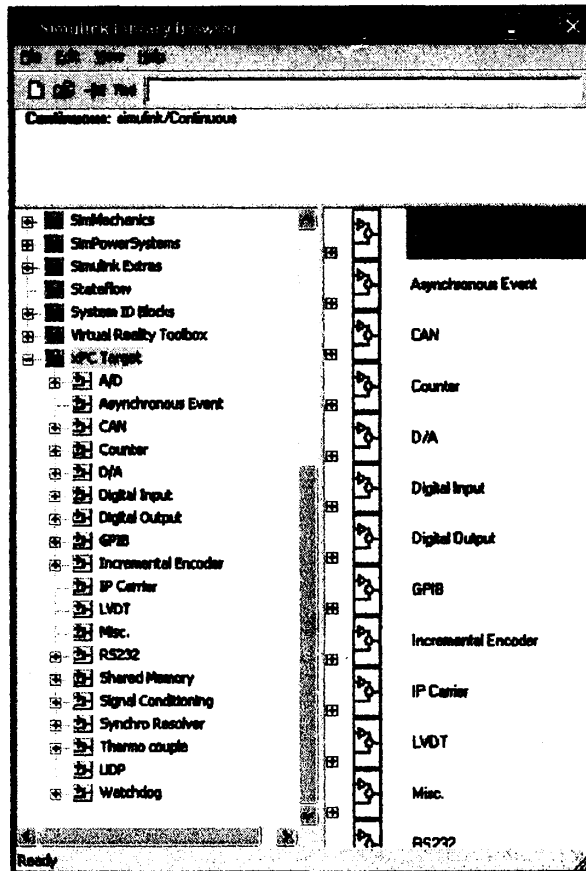 Simulink Library Browser
File Edit View Help
Find
Continuous: simulink/Continuous
SimMechanics
SimPowerSystems
Simulink Extras
Stateflow
System ID Blocks
Virtual Reality Toolbox
xPC Target
A/D
Asynchronous Event
CAN
Counter
D/A
Digital Input
Digital Output
GPIB
Incremental Encoder
IP Carrier
LVDT
Misc.
RS232
Shared Memory
Signal Conditioning
Synchro Resolver
Thermo couple
UDP
Watchdog
Asynchronous Event
CAN
Counter
D/A
Digital Input
Digital Output
GPIB
Incremental Encoder
IP Carrier
LVDT
Misc.
RS232
Ready